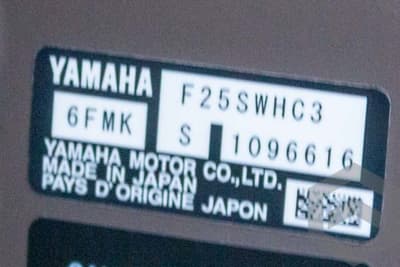 YAMAHA
F25SWHC3
6FMK
S 1096616
YAMAHA MOTOR CO.,LTD.
MADE IN JAPAN
PAYS D'ORIGINE JAPON